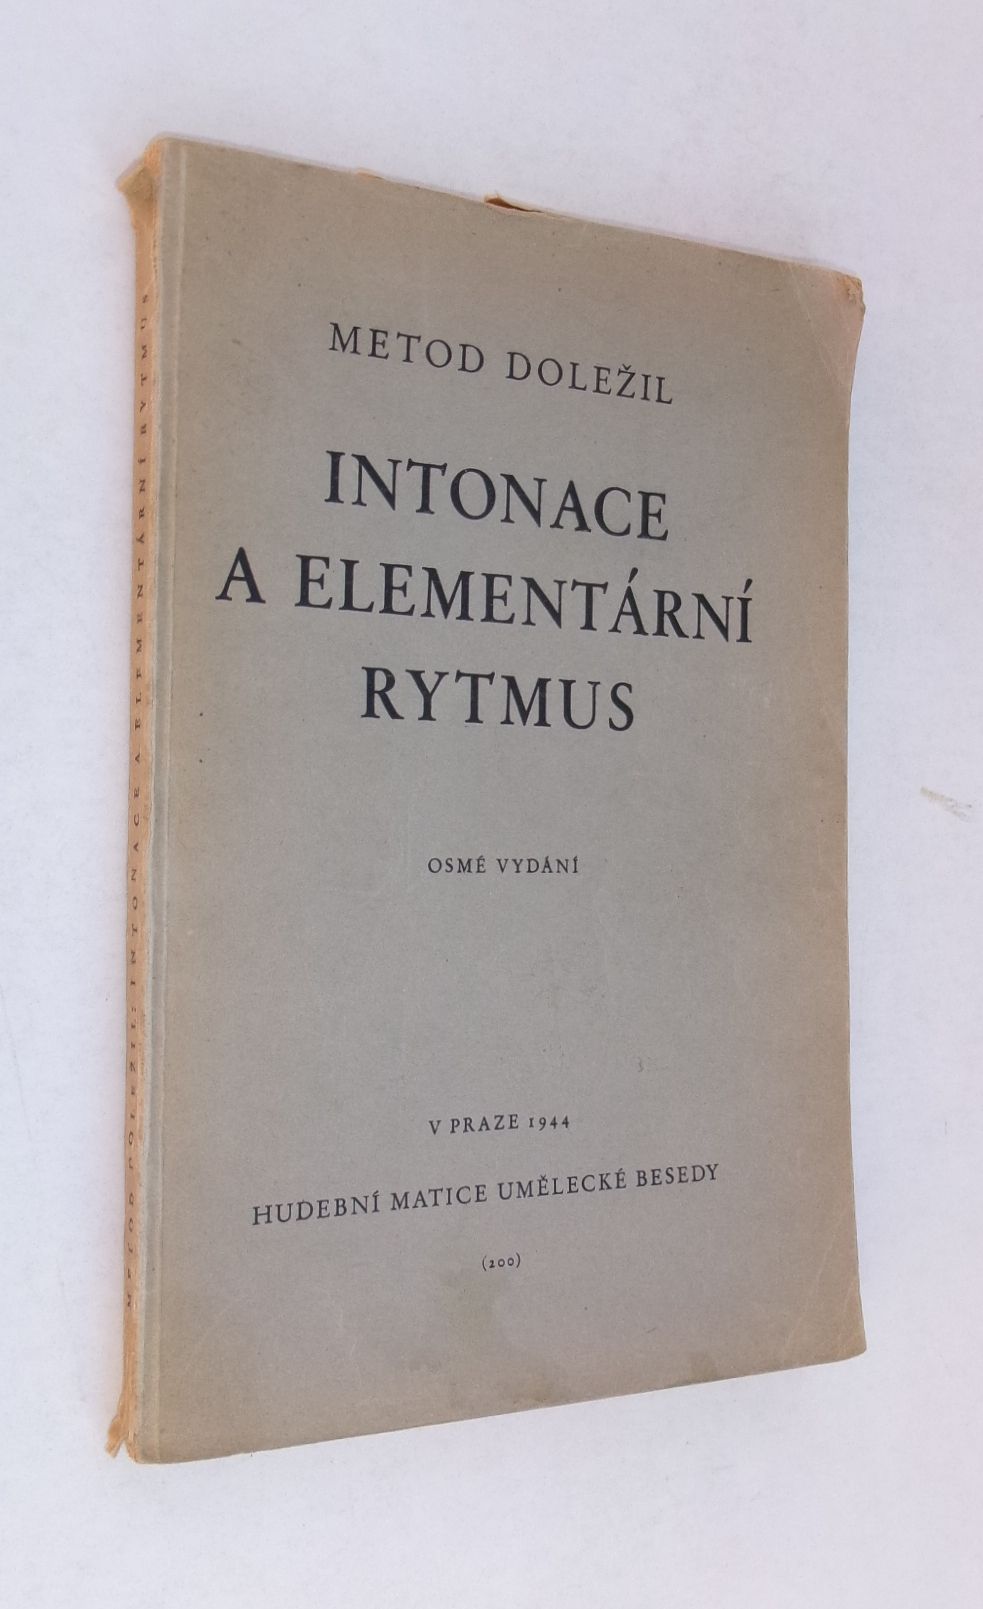 METOD DOLEŽIL
INTONACE
A ELEMENTÁRNÍ
RYTMUS
OSMÉ VYDÁNÍ
V PRAZE 1944
HUDEBNÍ MATICE UMĚLECKÉ BESEDY
(200)
METOD DOLEŽIL: INTONACE A ELEMENTÁRNÍ RYTMUS